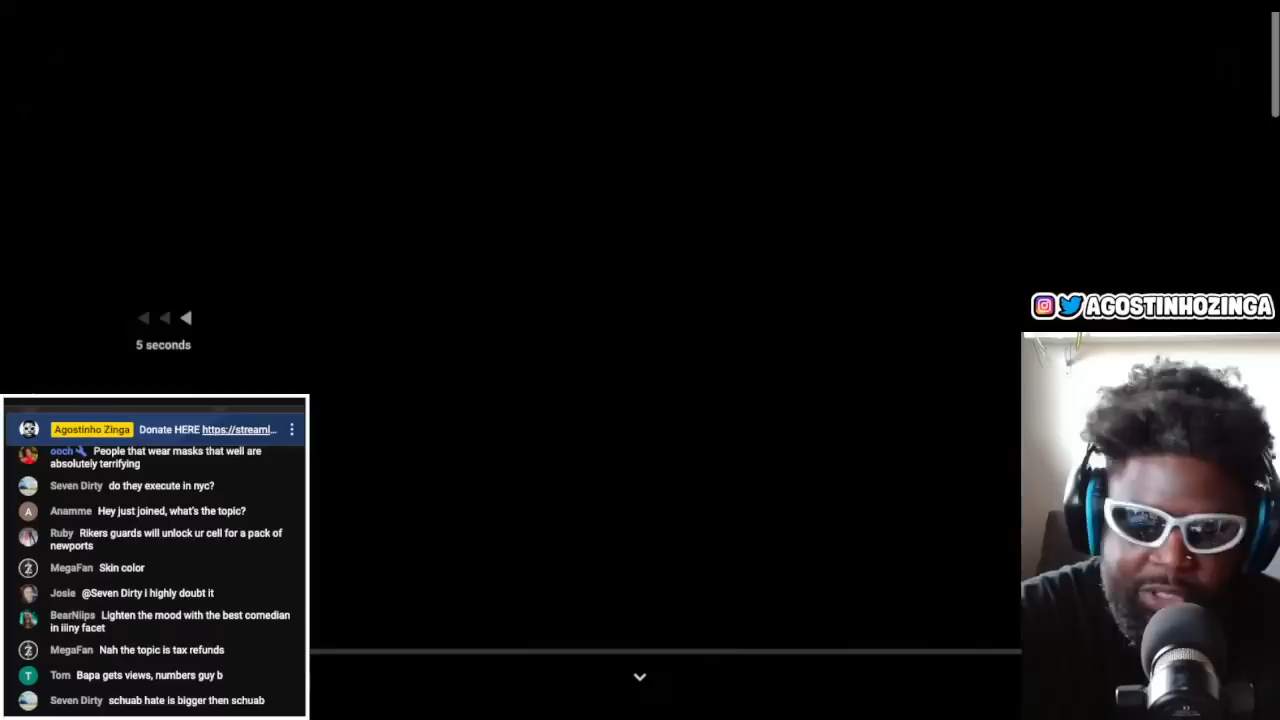 AGOSTINHOZINGA
5 seconds
Agostinho Zinga Donate HERE https://streaml...
ooch People that wear masks that well are
absolutely terrifying
Seven Dirty do they execute in nyc?
A Anamme Hey just joined, what's the topic?
Ruby Rikers guards will unlock ur cell for a pack of
newports
MegaFan Skin color
Josie @Seven Dirty i highly doubt it
BearNiips Lighten the mood with the best comedian
in iiiny facet
MegaFan Nah the topic is tax refunds
T Tom Bapa gets views, numbers guy b
Seven Dirty schuab hate is bigger then schuab